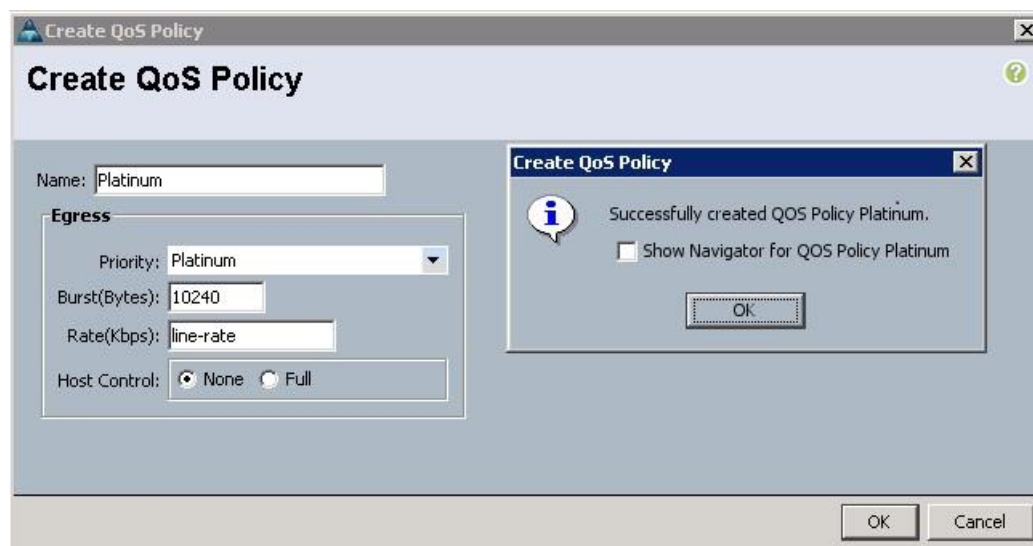 Create QoS Policy
Create QoS Policy
Name: Platinum
Egress
Priority: Platinum
Burst(Bytes): 10240
Rate(Kbps): line-rate
Host Control: None Full
Create QoS Policy
Successfully created QOS Policy Platinum.
Show Navigator for QOS Policy Platinum
OK
OK Cancel